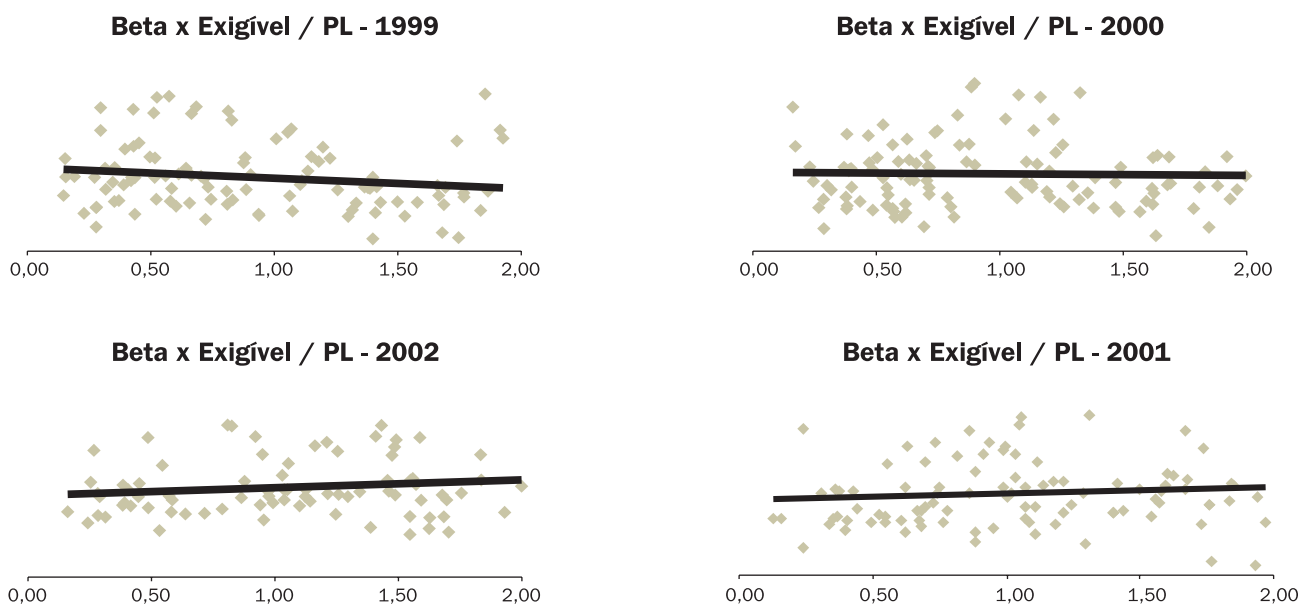 Beta x Exigível / PL - 1999
0,00 0,50 1,00 1,50 2,00
Beta x Exigível / PL - 2000
0,00 0,50 1,00 1,50 2,00
Beta x Exigível / PL - 2002
0,00 0,50 1,00 1,50 2,00
Beta x Exigível / PL - 2001
0,00 0,50 1,00 1,50 2,00